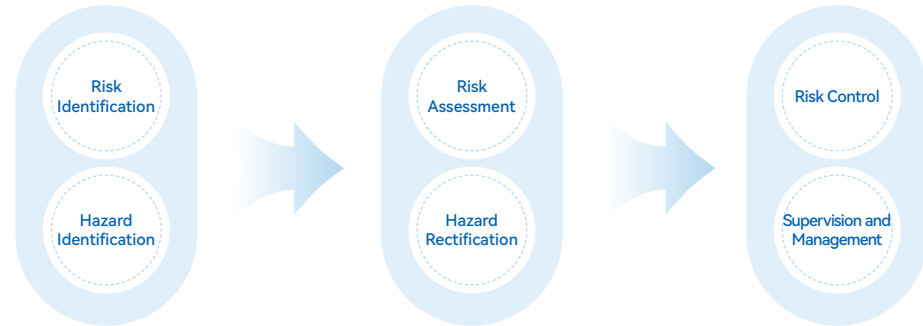 Risk
Identification
Hazard
Identification
Risk
Assessment
Hazard
Rectification
Risk Control
Supervision and
Management